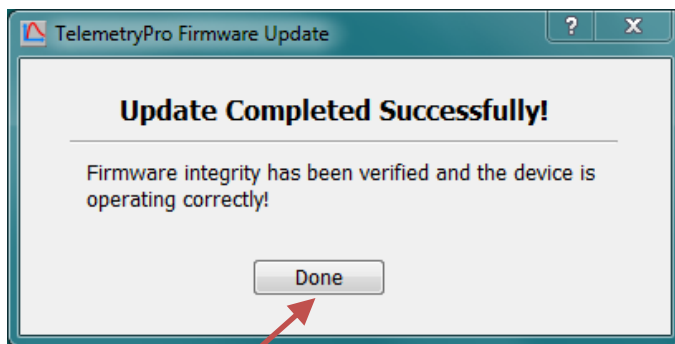 TelemetryPro Firmware Update
? X
Update Completed Successfully!
Firmware integrity has been verified and the device is
operating correctly!
Done